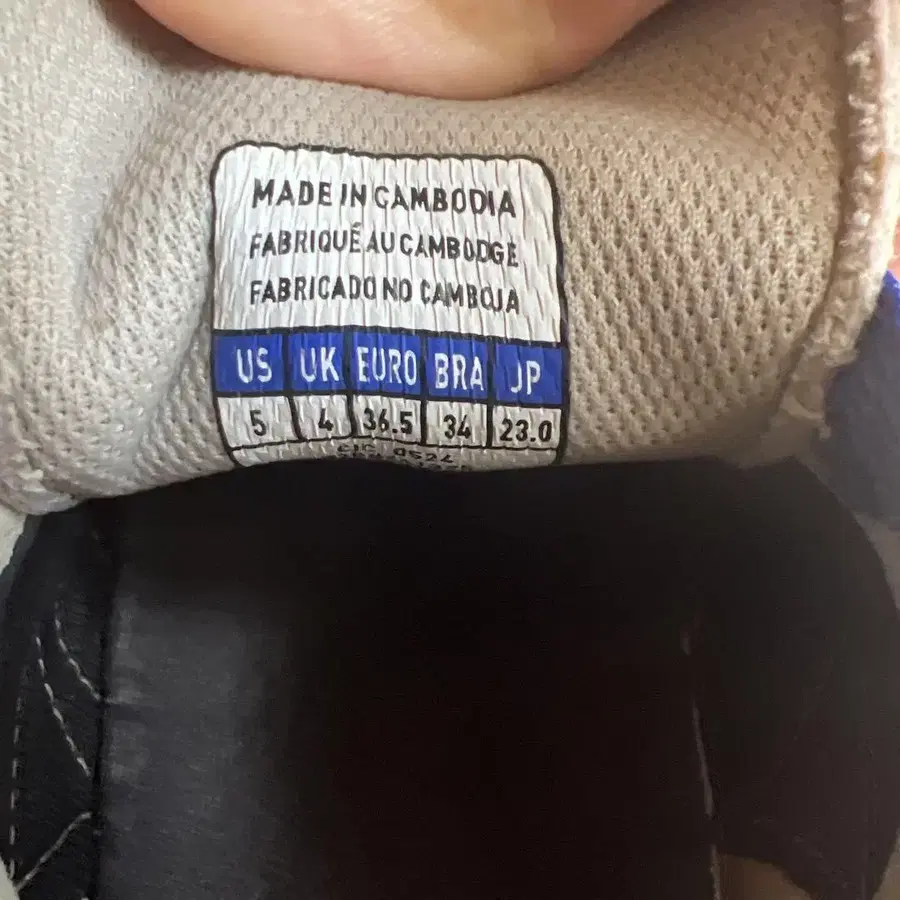 MADE IN CAMBODIA
FABRIQUÉ AU CAMBODGE
FABRICADO NO CAMBOJA
US UK EURO BRA JP
5 4 36.5 34 23.0
0524